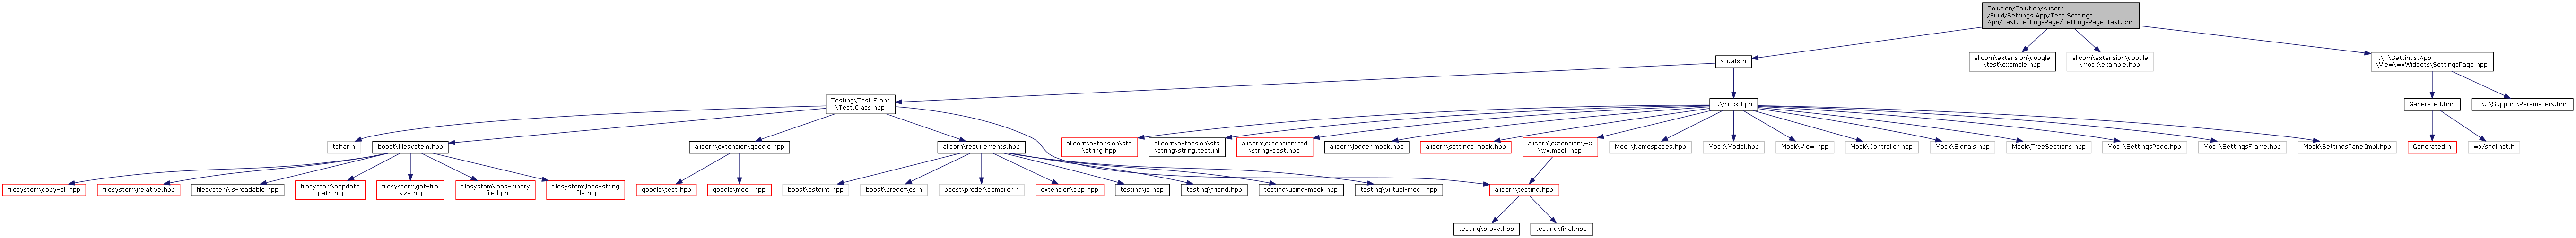 Solution/Solution/Alicorn
/Build/Settings.App/Test.Settings.
App/Test.SettingsPage/SettingsPage_test.cpp
stdafx.h
alicorn\extension\google
\test\example.hpp
alicorn\extension\google
\mock\example.hpp
..\..\Settings.App
\View\wxWidgets\SettingsPage.hpp
Testing\Test.Front
\Test.Class.hpp
..\mock.hpp
Generated.hpp
..\..\Support\Parameters.hpp
tchar.h
boost\filesystem.hpp
alicorn\extension\google.hpp
alicorn\requirements.hpp
alicorn\extension\std
\string.hpp
alicorn\extension\std
\string\string.test.inl
alicorn\extension\std
\string-cast.hpp
alicorn\logger.mock.hpp
alicorn\settings.mock.hpp
alicorn\extension\wx
\wx.mock.hpp
Mock\Namespaces.hpp
Mock\Model.hpp
Mock\View.hpp
Mock\Controller.hpp
Mock\Signals.hpp
Mock\TreeSections.hpp
Mock\SettingsPage.hpp
Mock\SettingsFrame.hpp
Mock\SettingsPanelImpl.hpp
Generated.h
wx/snglinst.h
filesystem\copy-all.hpp
filesystem\relative.hpp
filesystem\is-readable.hpp
filesystem\appdata
-path.hpp
filesystem\get-file
-size.hpp
filesystem\load-binary
-file.hpp
filesystem\load-string
-file.hpp
google\test.hpp
google\mock.hpp
boost\cstdint.hpp
boost\predef\os.h
boost\predef\compiler.h
extension\cpp.hpp
testing\id.hpp
testing\friend.hpp
testing\using-mock.hpp
testing\virtual-mock.hpp
alicorn\testing.hpp
testing\proxy.hpp
testing\final.hpp